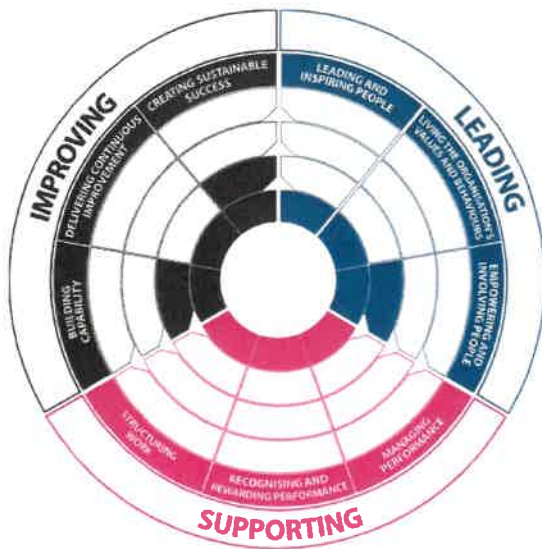 IMPROVING
CREATING SUSTAINABLE
SUCCESS
DELIVERING CONTINUOUS
IMPROVEMENT
BUILDING
CAPABILITY
LEADING
LEADING AND
INSPIRING PEOPLE
LIVING THE ORGANISATION'S
VALUES AND BEHAVIOURS
EMPOWERING AND
INVOLVING PEOPLE
SUPPORTING
STRUCTURING
WORK
RECOGNISING AND
REWARDING PERFORMANCE
MANAGING
PERFORMANCE